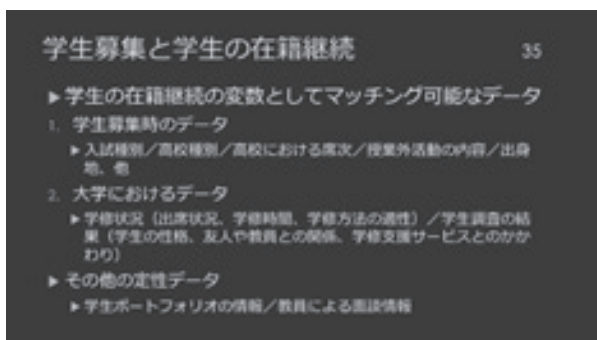 学生募集と学生の在籍継続 35
▶学生の在籍継続の変数としてマッチング可能なデータ
1. 学生募集時のデータ
▶入試種別／高校種別／高校における席次／授業外活動の内容／出身
地、他
2. 大学におけるデータ
▶学修状況（出席状況、学修時間、学修方法の適性）／学生調査の結
果（学生の性格、友人や教員との関係、学修支援サービスとのかか
わり）
▶その他の定性データ
▶学生ポートフォリオの情報／教員による面談情報